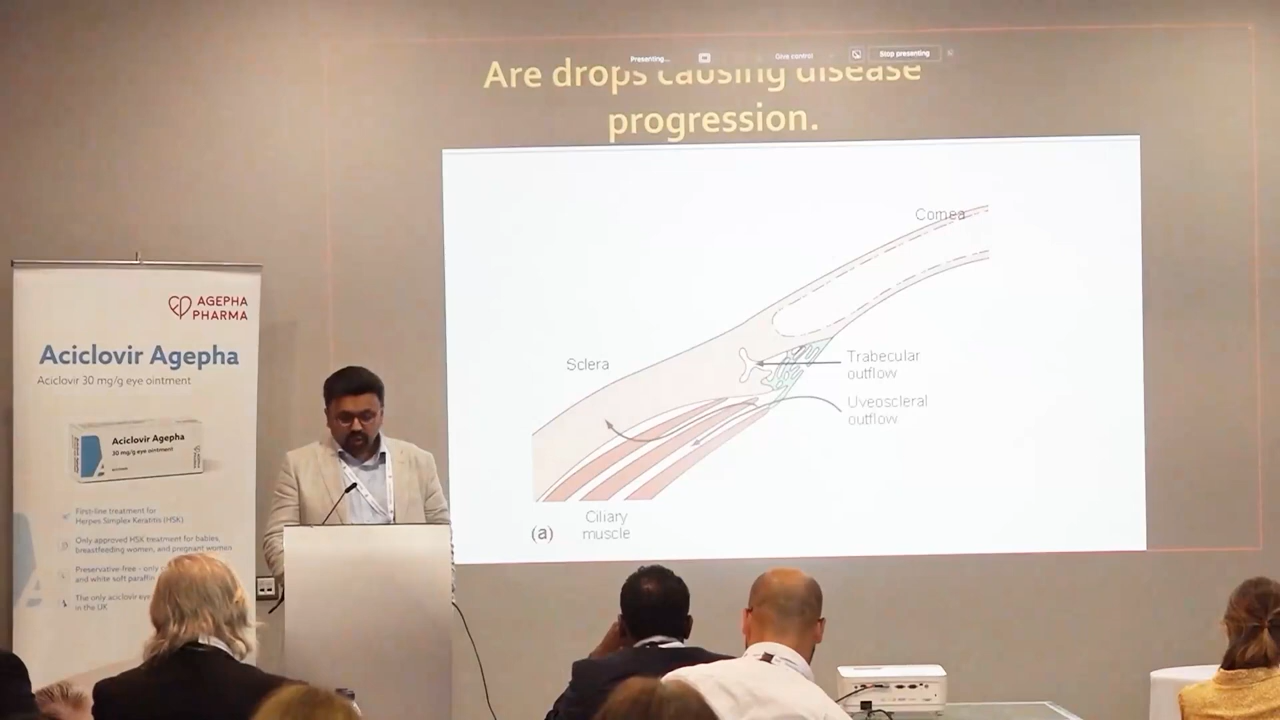 Presenting...
Give control
Stop presenting
Are drops causing disease
progression.
Cornea
Sclera
Trabecular
outflow
Uveoscleral
outflow
Ciliary
muscle
(a)
AGEPHA
PHARMA
Aciclovir Agepha
Aciclovir 30 mg/g eye ointment
Aciclovir Agepha
30 mg/g eye ointment
First-line treatment for
Herpes Simplex Keratitis (HSK)
Only approved HSK treatment for babies,
breastfeeding women, and pregnant women
Preservative-free - only
and white soft paraffin
The only aciclovir eye
in the UK